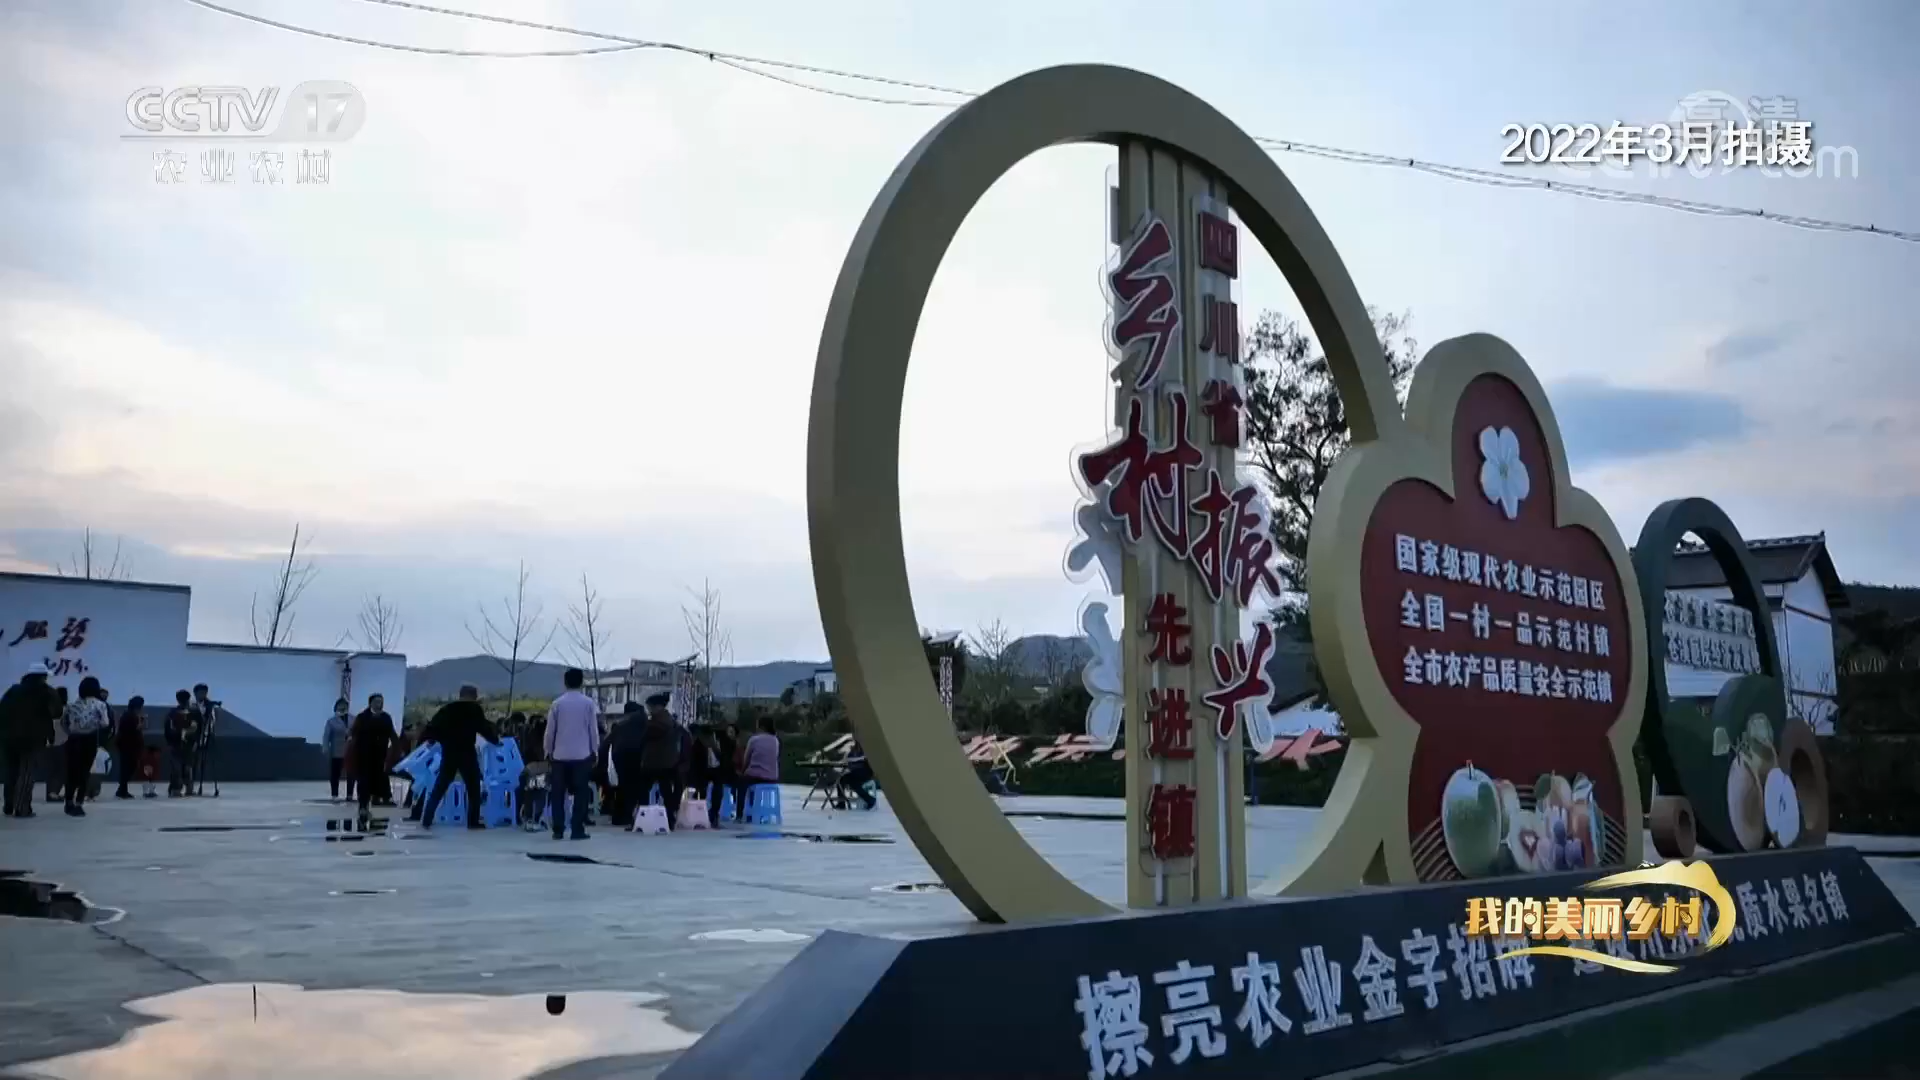 CCTV 17
农业农村
高清
2022年3月拍摄
四川省
乡村振兴
先进镇
国家级现代农业示范园区
全国一村一品示范村镇
全市农产品质量安全示范镇
服务
我的美丽乡村
擦亮农业金字招牌
质水果名镇